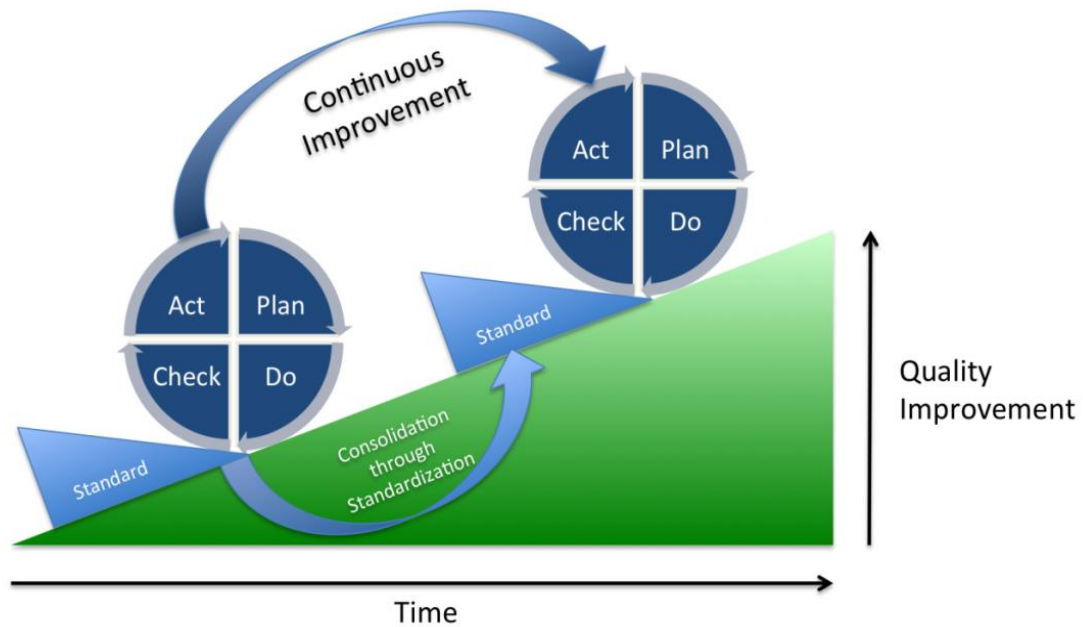 Continuous
Improvement
Act
Plan
Check
Do
Act
Plan
Check
Do
Standard
Standard
Consolidation
through
Standardization
Quality
Improvement
Time